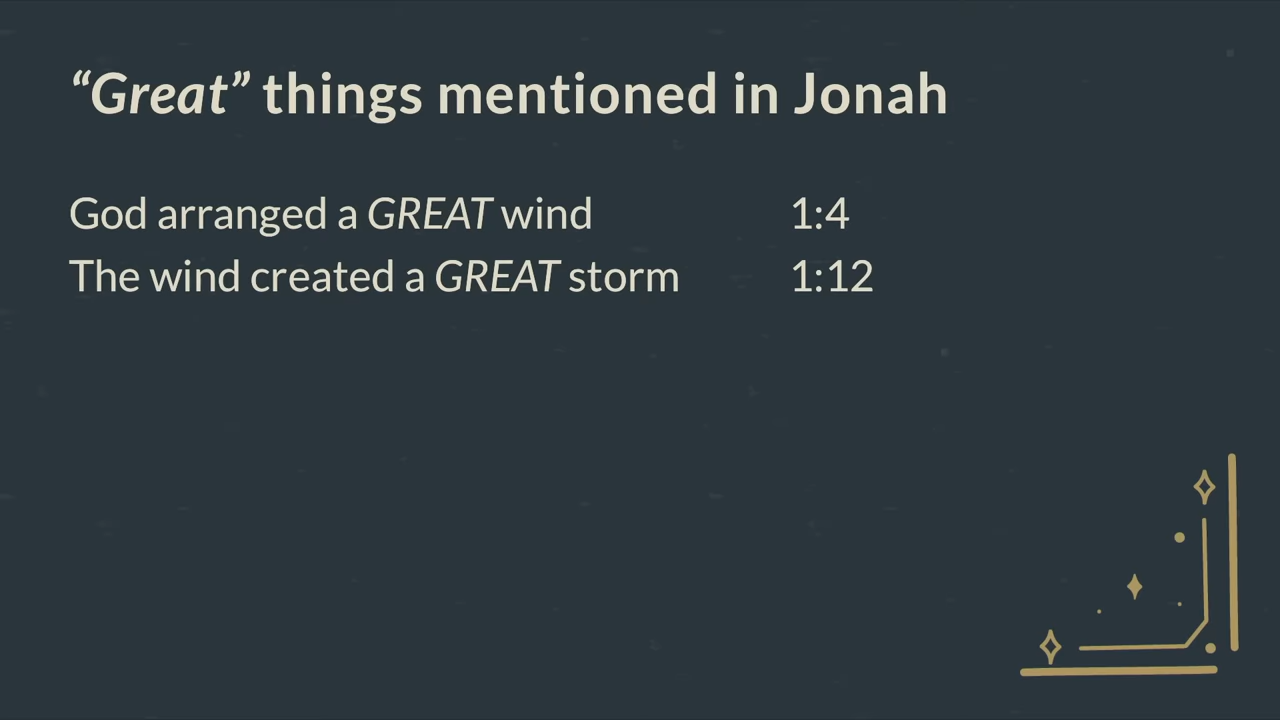 “Great” things mentioned in Jonah
God arranged a GREAT wind 1:4
The wind created a GREAT storm 1:12